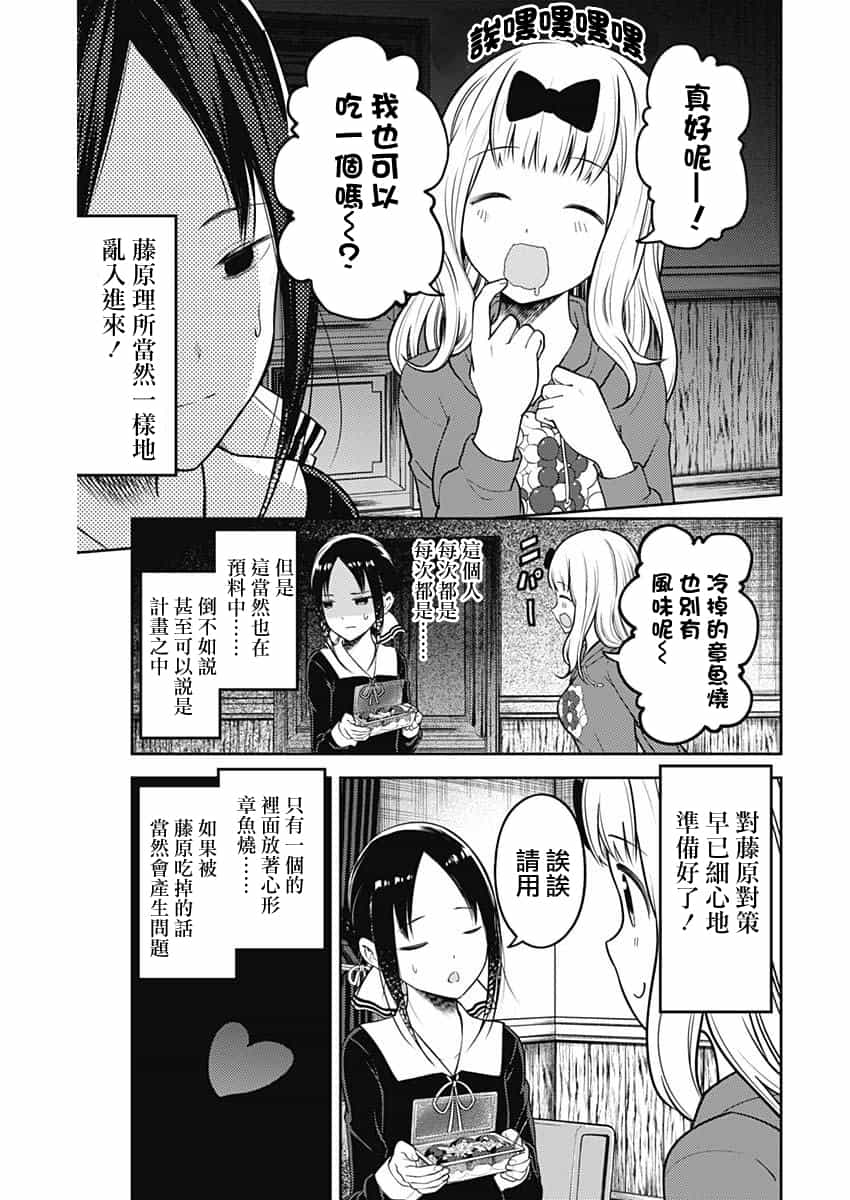 誒嘿嘿嘿嘿
真好呢ー！
我也可以
吃一個嗎～？
藤原理所當然一樣地
亂入進來！
冷掉的章魚燒
也別有
風味呢～
パー
這個人
每次都是
每次都是……
但是
這當然也在
預料中……
倒不如說
甚至可以說是
計畫之中
對藤原對策
早已細心地
準備好了！
誒誒
請用
只有一個的
裡面放著心形
章魚燒……
如果被
藤原吃掉的話
當然會產生問題